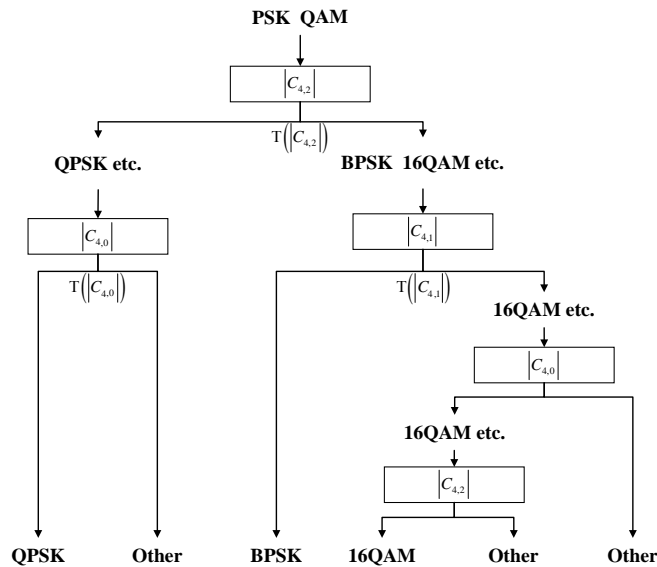 PSK QAM
|C4,2|
T(|C4,2|)
QPSK etc.
BPSK 16QAM etc.
|C4,0|
|C4,1|
T(|C4,0|)
T(|C4,1|)
16QAM etc.
|C4,0|
16QAM etc.
|C4,2|
QPSK Other BPSK 16QAM Other Other